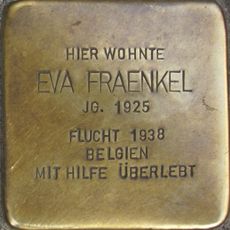 HIER WOHNTE
EVA FRAENKEL
JG. 1925
FLUCHT 1938
BELGIEN
MIT HILFE ÜBERLEBT